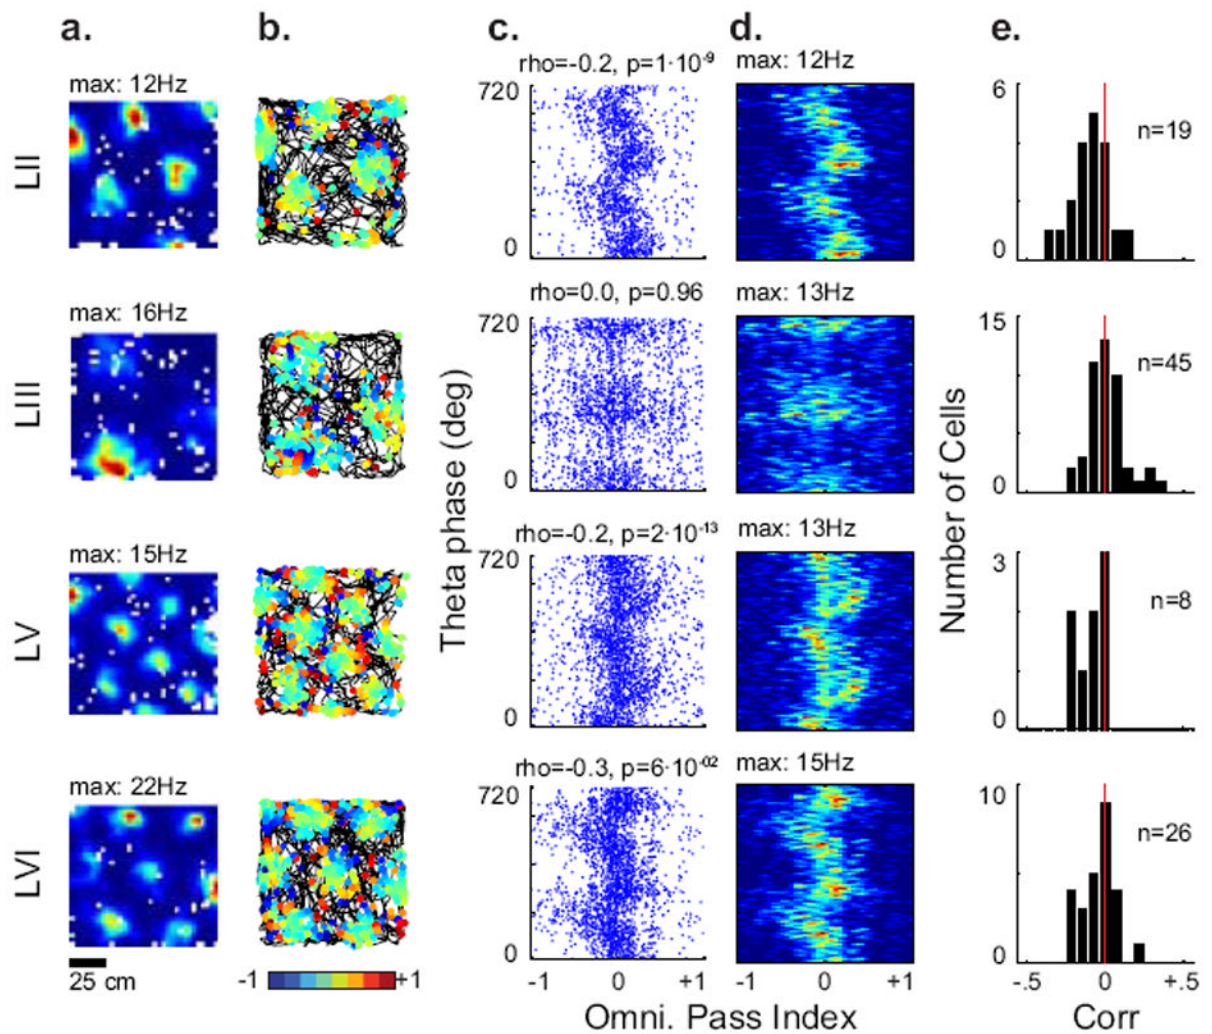 a. b. c. d. e.
max: 12Hz rho=-0.2, p=1·10⁻⁹ max: 12Hz
LII 720 0 6 0 n=19
max: 16Hz rho=0.0, p=0.96 max: 13Hz
LIII 720 0 15 0 n=45
Theta phase (deg) Number of Cells
max: 15Hz rho=-0.2, p=2·10⁻¹³ max: 13Hz
LV 720 0 3 0 n=8
max: 22Hz rho=-0.3, p=6·10⁻⁰² max: 15Hz
LVI 720 0 10 0 n=26
25 cm -1 +1 -1 0 +1 -1 0 +1 -.5 0 +.5
Omni. Pass Index Corr